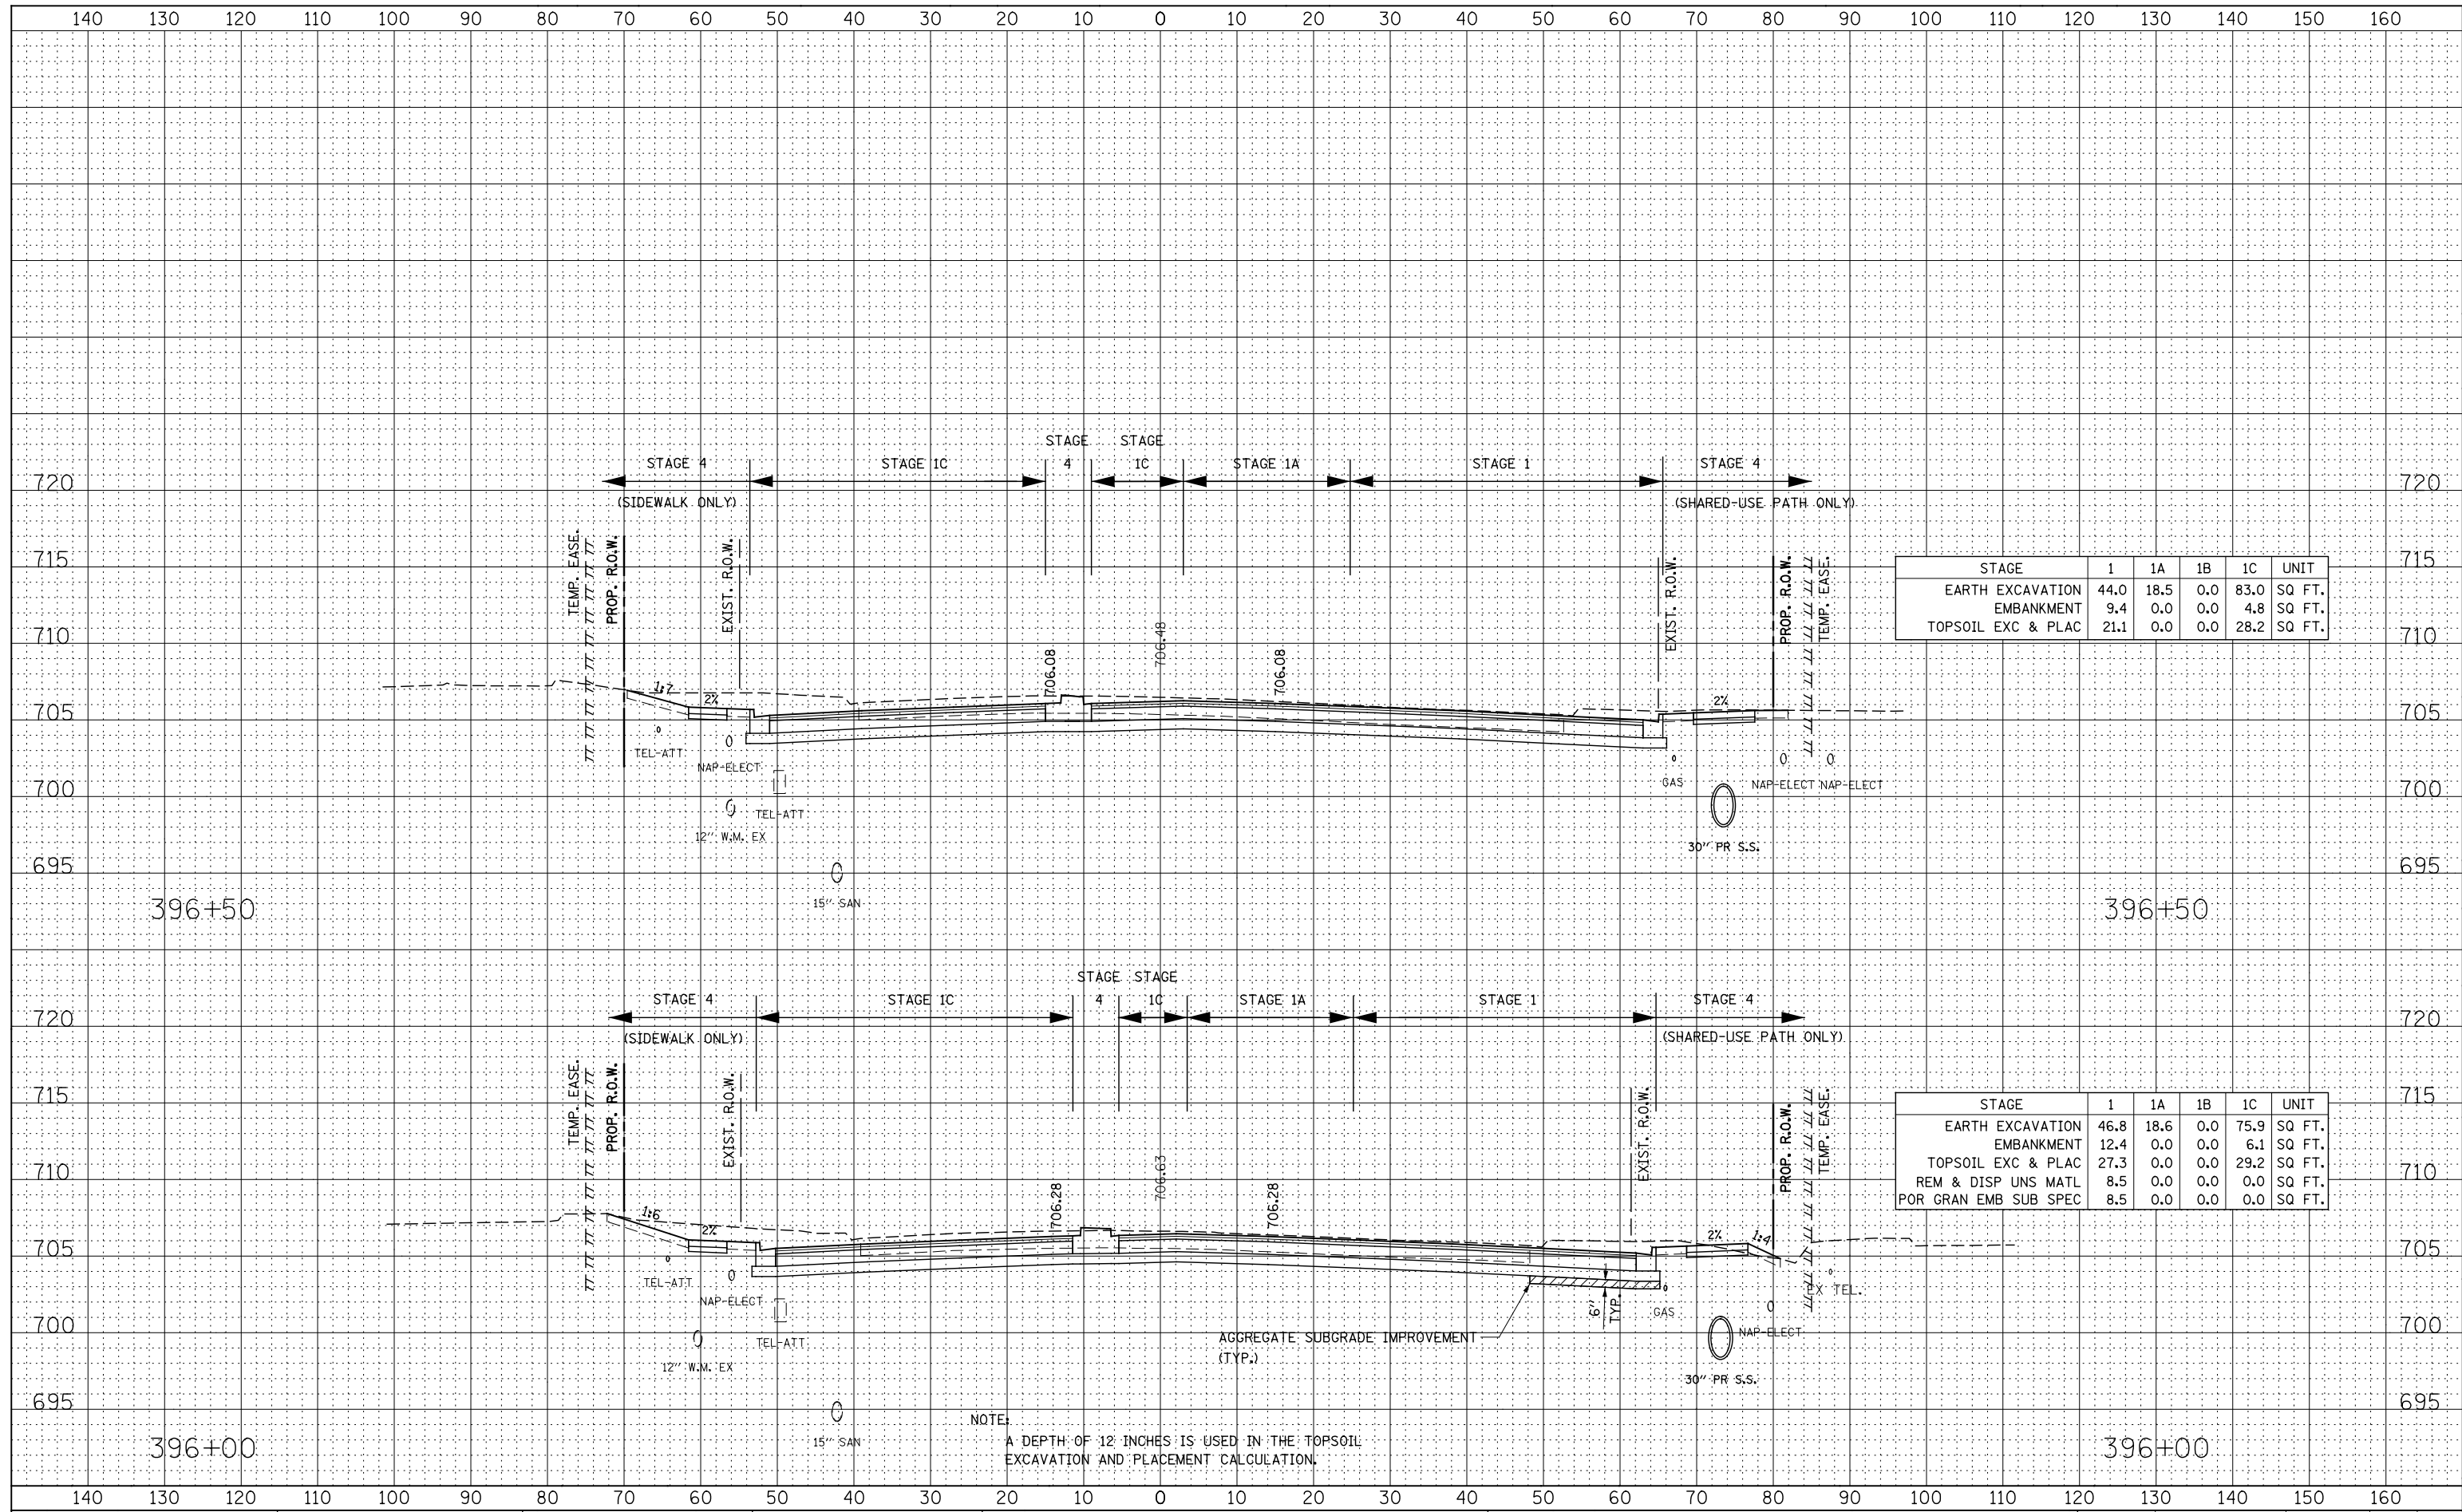 140 130 120 110 100 90 80 70 60 50 40 30 20 10 0 10 20 30 40 50 60 70 80 90 100 110 120 130 140 150 160
STAGE STAGE
STAGE 4 STAGE 1C 4 1C STAGE 1A STAGE 1 STAGE 4
720 720
(SIDEWALK ONLY) (SHARED-USE PATH ONLY)
TEMP. EASE.
PROP. R.O.W.
EXIST. R.O.W.
EXIST. R.O.W.
PROP. R.O.W.
TEMP. EASE.
715 715
STAGE 1 1A 1B 1C UNIT
EARTH EXCAVATION 44.0 18.5 0.0 83.0 SQ FT.
EMBANKMENT 9.4 0.0 0.0 4.8 SQ FT.
TOPSOIL EXC & PLAC 21.1 0.0 0.0 28.2 SQ FT.
710 710
706.08
706.48
706.08
1:7
2%
2%
705 705
TEL-ATT
NAP-ELECT
GAS
NAP-ELECT NAP-ELECT
700 700
TEL-ATT
12" W.M. EX
30" PR S.S.
695 695
15" SAN
396+50 396+50
STAGE STAGE
STAGE 4 STAGE 1C 4 1C STAGE 1A STAGE 1 STAGE 4
720 720
(SIDEWALK ONLY) (SHARED-USE PATH ONLY)
TEMP. EASE.
PROP. R.O.W.
EXIST. R.O.W.
EXIST. R.O.W.
PROP. R.O.W.
TEMP. EASE.
715 715
STAGE 1 1A 1B 1C UNIT
EARTH EXCAVATION 46.8 18.6 0.0 75.9 SQ FT.
EMBANKMENT 12.4 0.0 0.0 6.1 SQ FT.
TOPSOIL EXC & PLAC 27.3 0.0 0.0 29.2 SQ FT.
REM & DISP UNS MATL 8.5 0.0 0.0 0.0 SQ FT.
POR GRAN EMB SUB SPEC 8.5 0.0 0.0 0.0 SQ FT.
710 710
706.28
706.63
706.28
1:6
2%
2%
1:4
705 705
TEL-ATT
NAP-ELECT
6"
TYP.
GAS
EX TEL.
700 700
TEL-ATT
12" W.M. EX
AGGREGATE SUBGRADE IMPROVEMENT
(TYP.)
NAP-ELECT
30" PR S.S.
695 695
15" SAN
NOTE:
A DEPTH OF 12 INCHES IS USED IN THE TOPSOIL
EXCAVATION AND PLACEMENT CALCULATION.
396+00 396+00
140 130 120 110 100 90 80 70 60 50 40 30 20 10 0 10 20 30 40 50 60 70 80 90 100 110 120 130 140 150 160